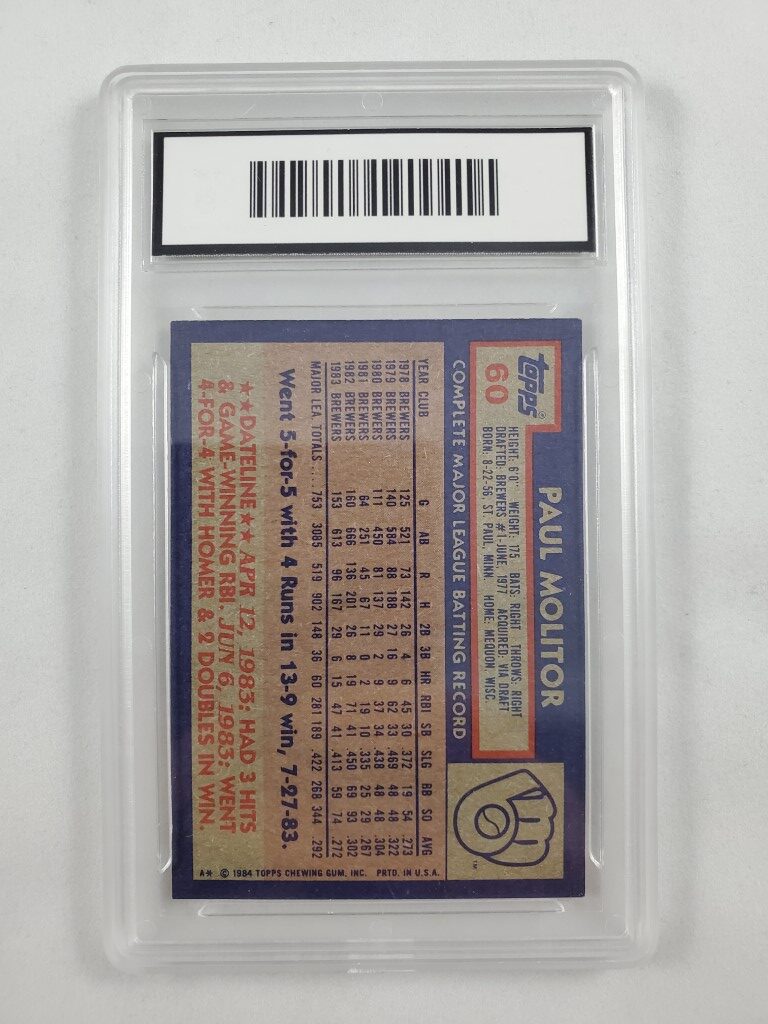 topps®
60
PAUL MOLITOR
HEIGHT: 6'0" WEIGHT: 175 BATS: RIGHT THROWS: RIGHT
DRAFTED: BREWERS #1-JUNE, 1977 ACQUIRED: VIA DRAFT
BORN: 8-22-56, ST. PAUL, MINN. HOME: MEQUON, WISC.
TM
COMPLETE MAJOR LEAGUE BATTING RECORD
YEAR CLUB G AB R H 2B 3B HR RBI SB SLG BB SO AVG
1978 BREWERS 125 521 73 142 26 4 6 45 30 .372 19 54 .273
1979 BREWERS 140 584 88 188 27 16 9 62 33 .469 48 48 .322
1980 BREWERS 111 450 81 137 29 2 9 37 34 .438 48 48 .304
1981 BREWERS 64 251 45 67 11 0 2 19 10 .335 25 29 .267
1982 BREWERS 160 666 136 201 26 8 19 71 41 .450 69 93 .302
1983 BREWERS 153 613 96 167 29 6 15 47 41 .413 59 74 .272
MAJOR LEA. TOTALS .... 753 3085 519 902 148 36 60 281 189 .422 268 344 .292
Went 5-for-5 with 4 Runs in 13-9 win, 7-27-83.
★★DATELINE★★ APR 12, 1983: HAD 3 HITS
& GAME-WINNING RBI. JUN 6, 1983: WENT
4-FOR-4 WITH HOMER & 2 DOUBLES IN WIN.
A* © 1984 TOPPS CHEWING GUM, INC. PRTD. IN U.S.A.